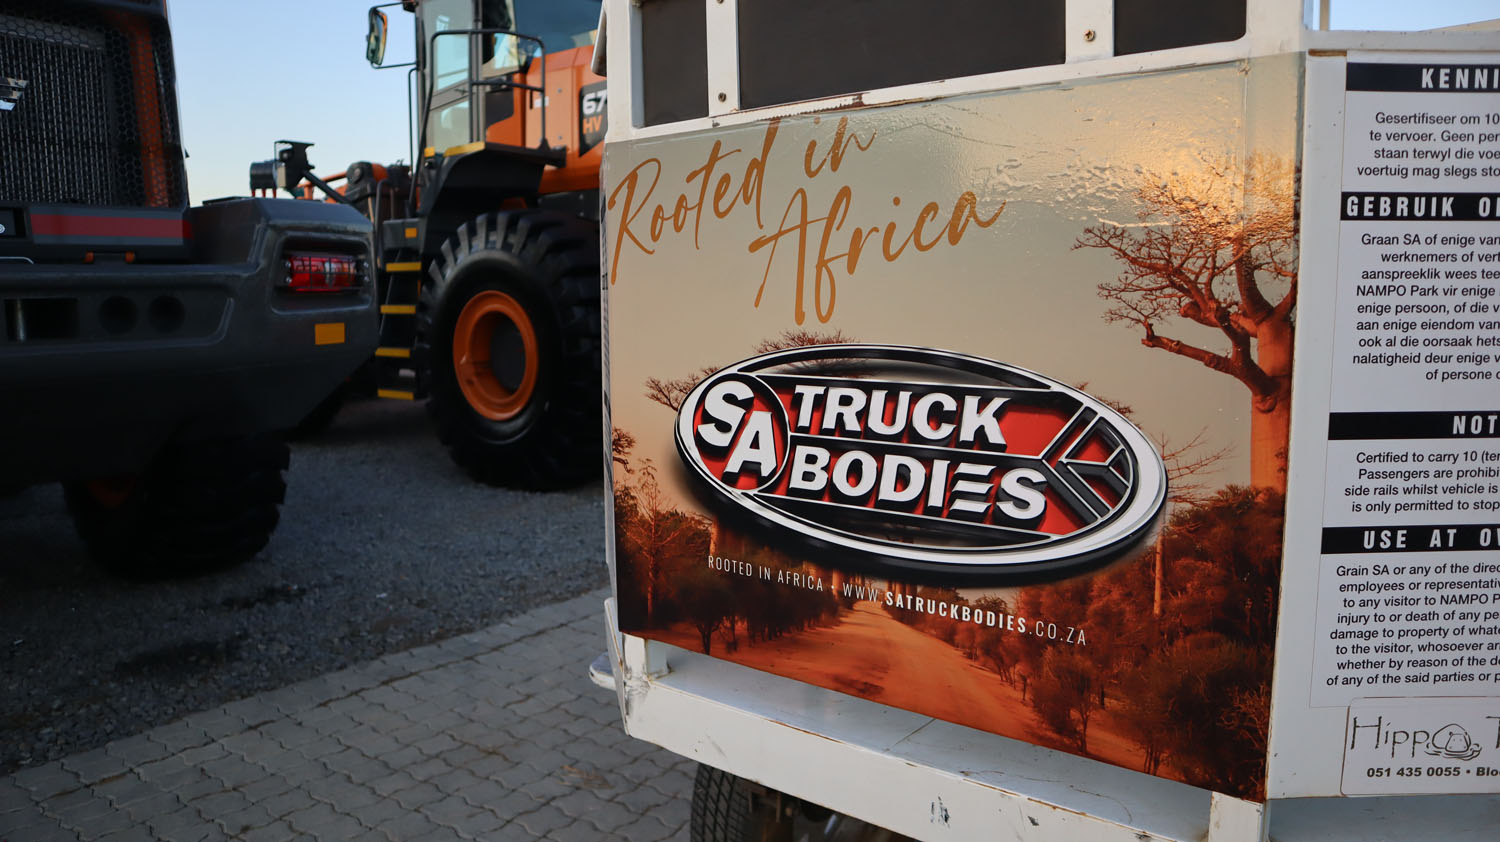 67
HV
Rooted in
Africa
SA TRUCK
BODIES
ROOTED IN AFRICA • WWW.SATRUCKBODIES.CO.ZA
KENNI
Gesertifiseer om 10
te vervoer. Geen per
staan terwyl die voe
voertuig mag slegs sto
GEBRUIK O
Graan SA of enige van
werknemers of vert
aanspreeklik wees tee
NAMPO Park vir enige
enige persoon, of die v
aan enige eiendom van
ook al die oorsaak hets
nalatigheid deur enige v
of persone
NOT
Certified to carry 10 (ten
Passengers are prohibi
side rails whilst vehicle is
is only permitted to stop
USE AT O
Grain SA or any of the direc
employees or representativ
to any visitor to NAMPO P
injury to or death of any pe
damage to property of whate
to the visitor, whosoever ar
whether by reason of the de
of any of the said parties or p
Hippo T
051 435 0055 • Bloe